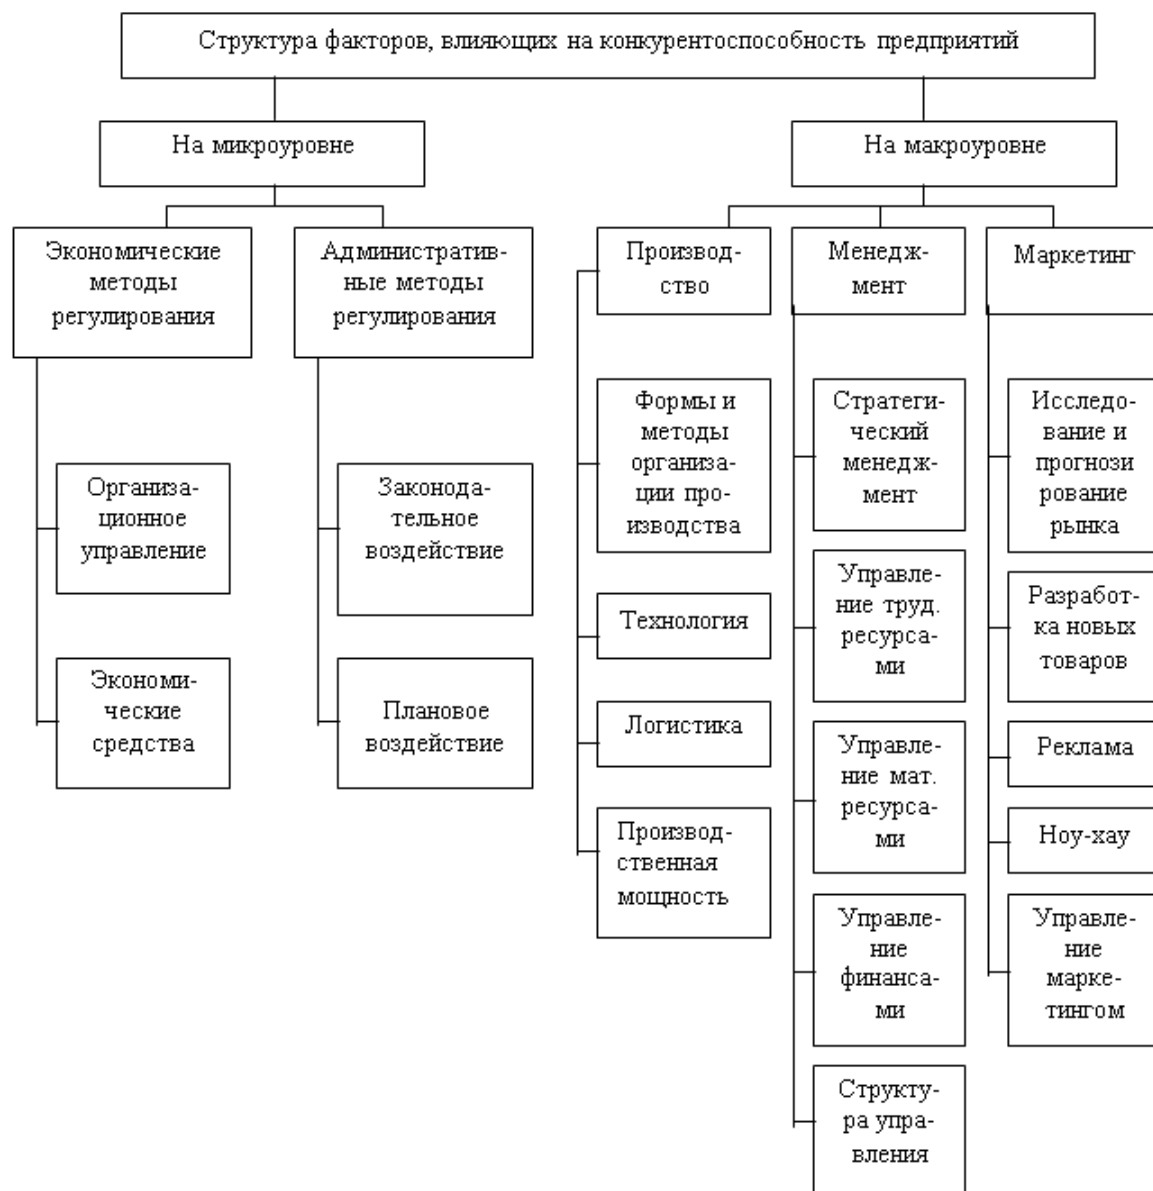 Структура факторов, влияющих на конкурентоспособность предприятий
На микроуровне
На макроуровне
Экономические
методы
регулирования
Административ-
ные методы
регулирования
Производ-
ство
Менедж-
мент
Маркетинг
Организа-
ционное
управление
Экономи-
ческие
средства
Законода-
тельное
воздействие
Плановое
воздействие
Формы и
методы
организа-
ции про-
изводства
Технология
Логистика
Производ-
ственная
мощность
Стратеги-
ческий
менедж-
мент
Управле-
ние труд.
ресурса-
ми
Управле-
ние мат.
ресурса-
ми
Управле-
ние
финанса-
ми
Структу-
ра упра-
вления
Исследо-
вание и
прогнози
рование
рынка
Разработ-
ка новых
товаров
Реклама
Ноу-хау
Управле-
ние
марке-
тингом